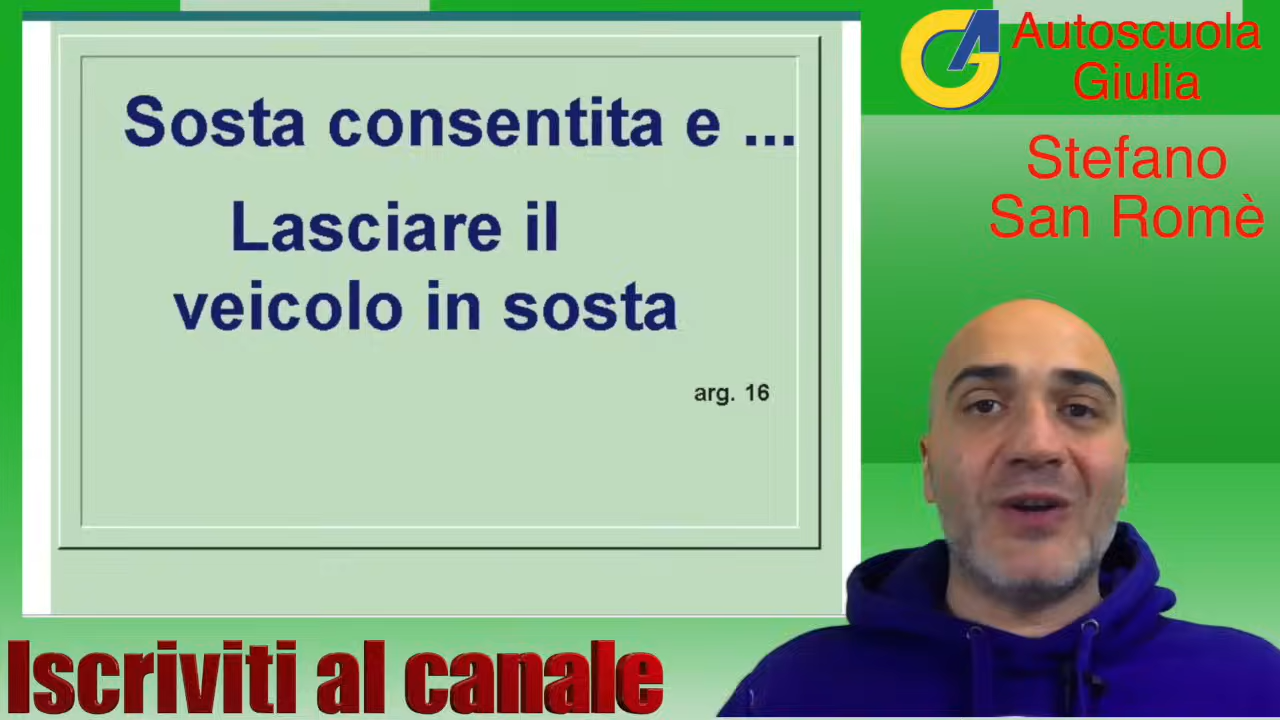 Sosta consentita e ...
Lasciare il
veicolo in sosta
arg. 16
Autoscuola
Giulia
Stefano
San Romè
Iscriviti al canale